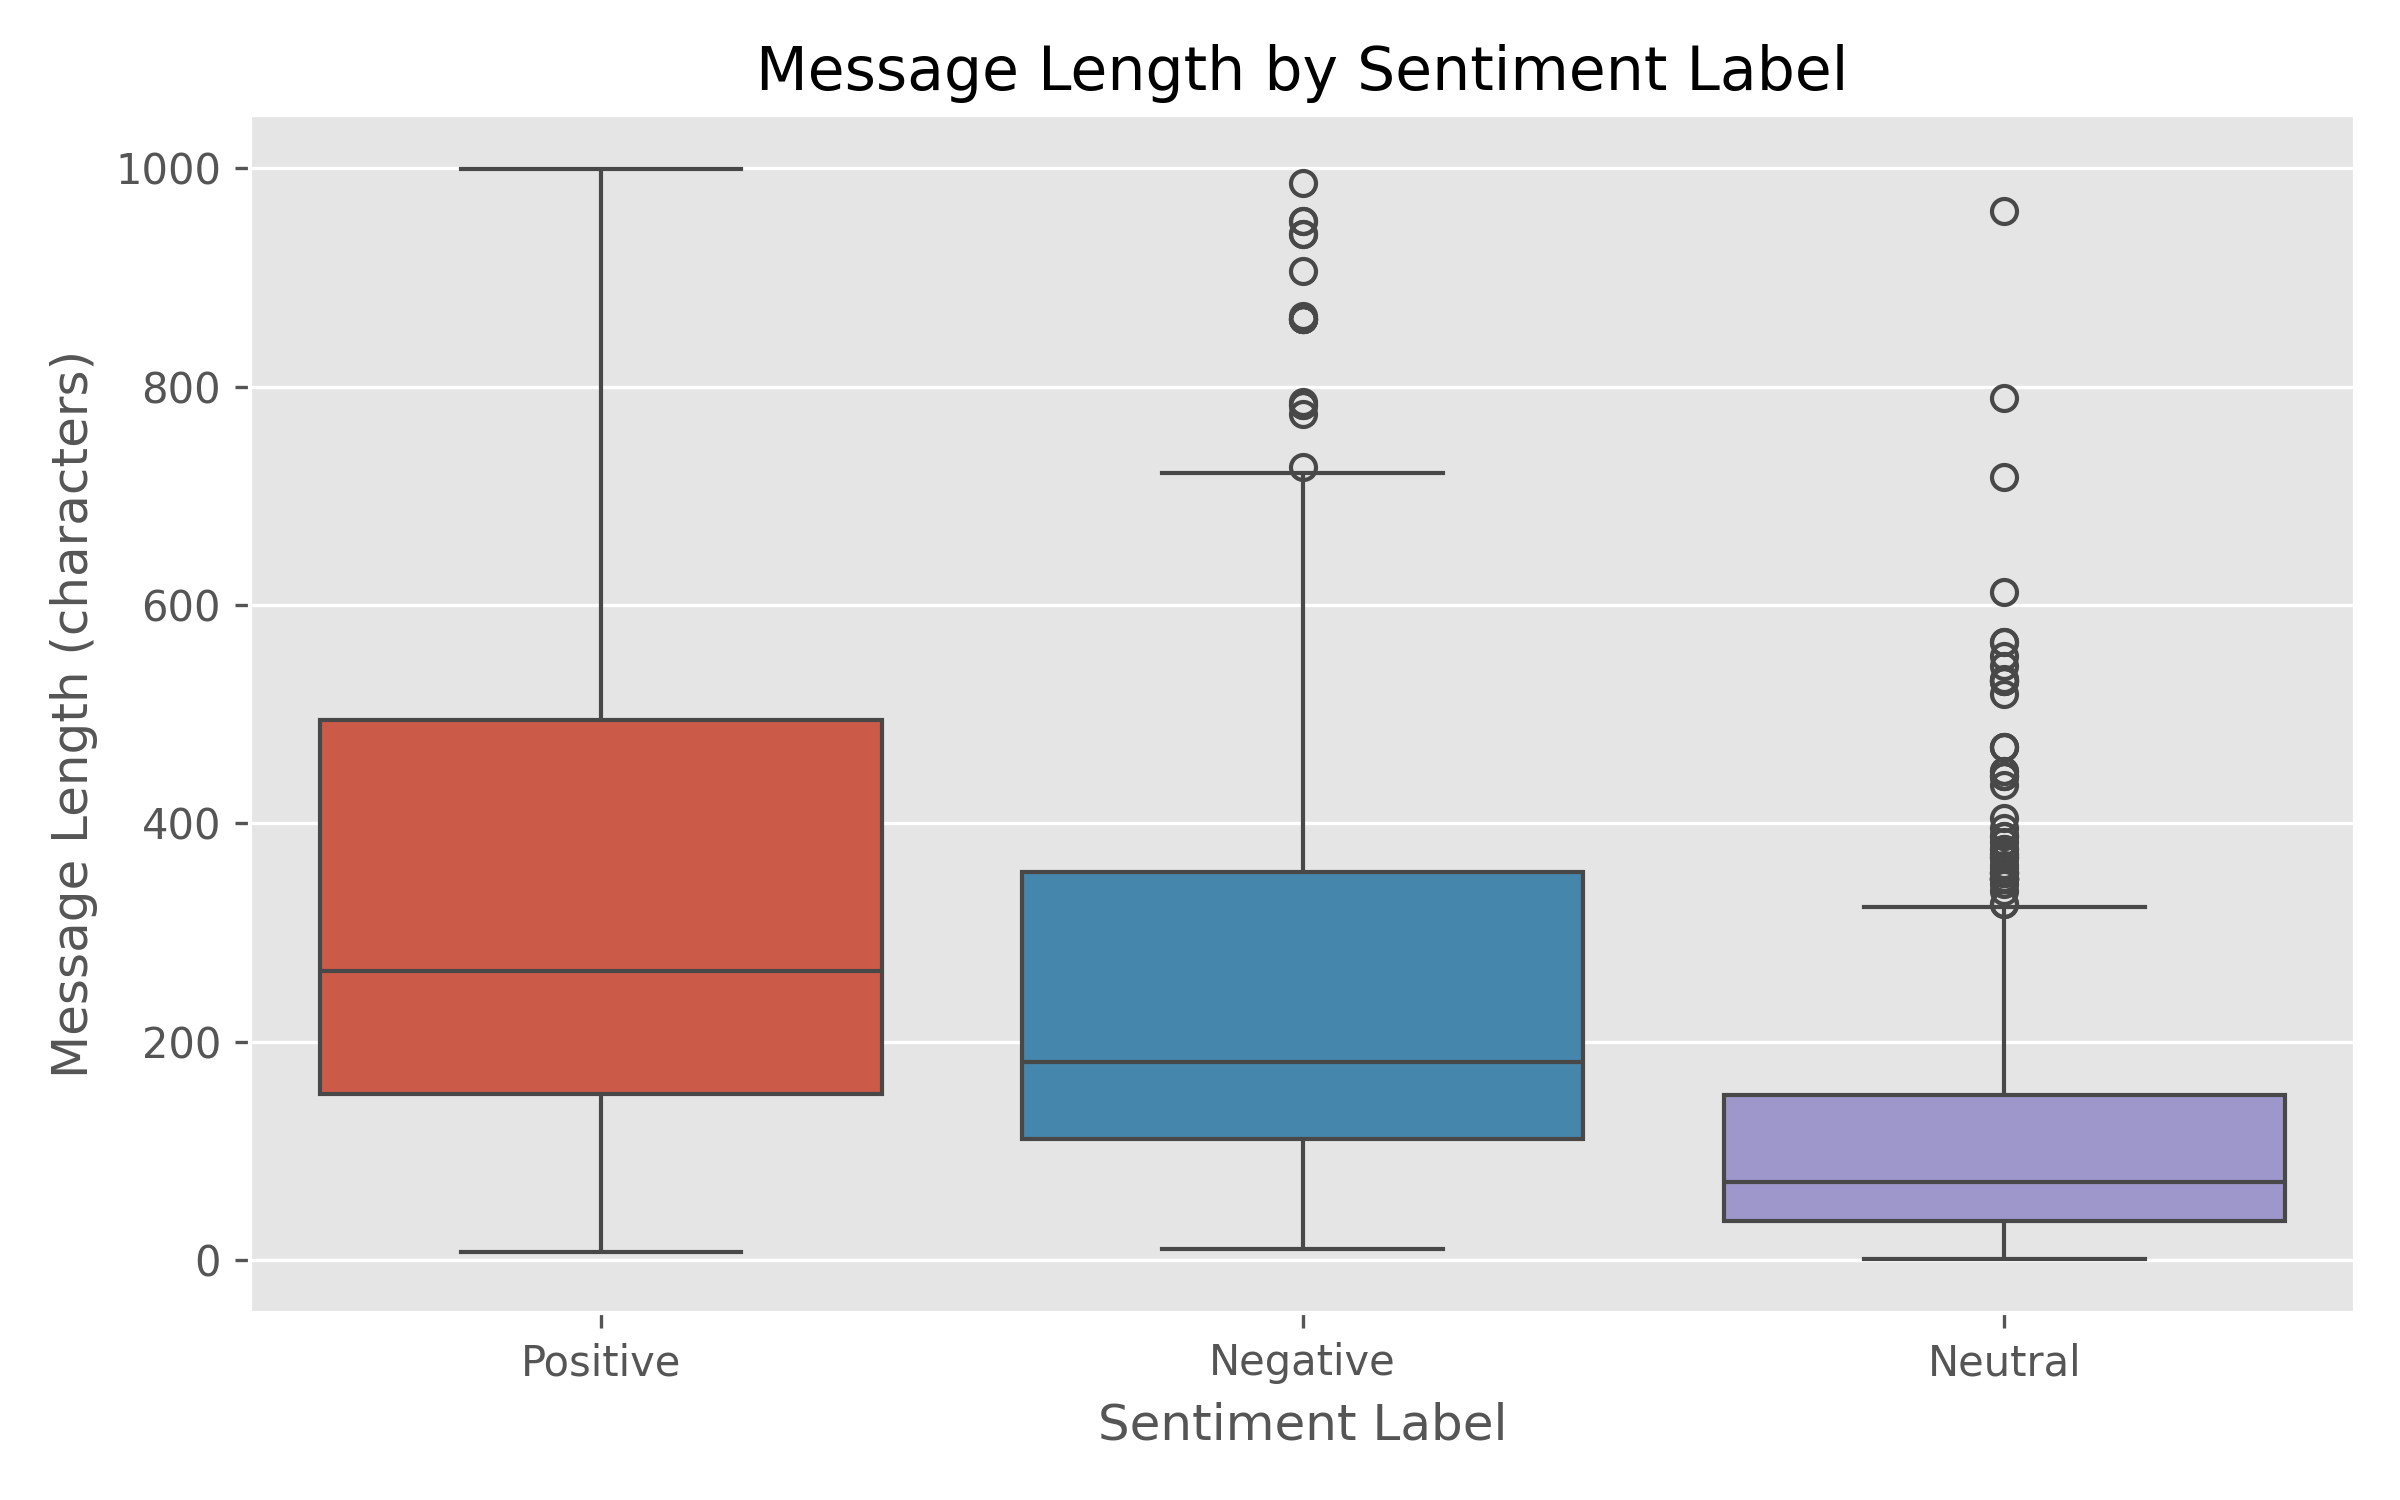 Message Length by Sentiment Label
Message Length (characters)
1000
800
600
400
200
0
Positive
Negative
Neutral
Sentiment Label